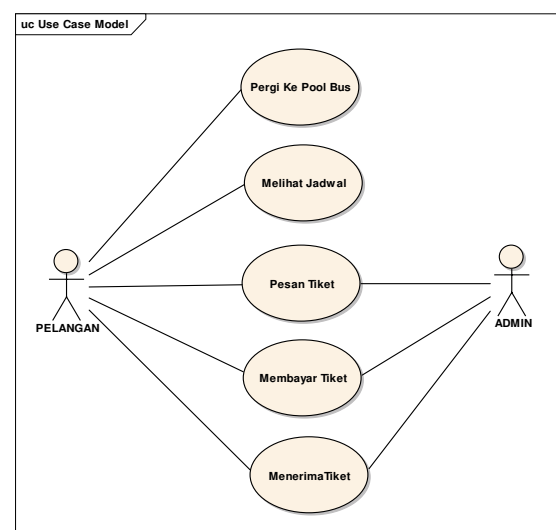 uc Use Case Model
Pergi Ke Pool Bus
Melihat Jadwal
Pesan Tiket
PELANGAN
ADMIN
Membayar Tiket
MenerimaTiket